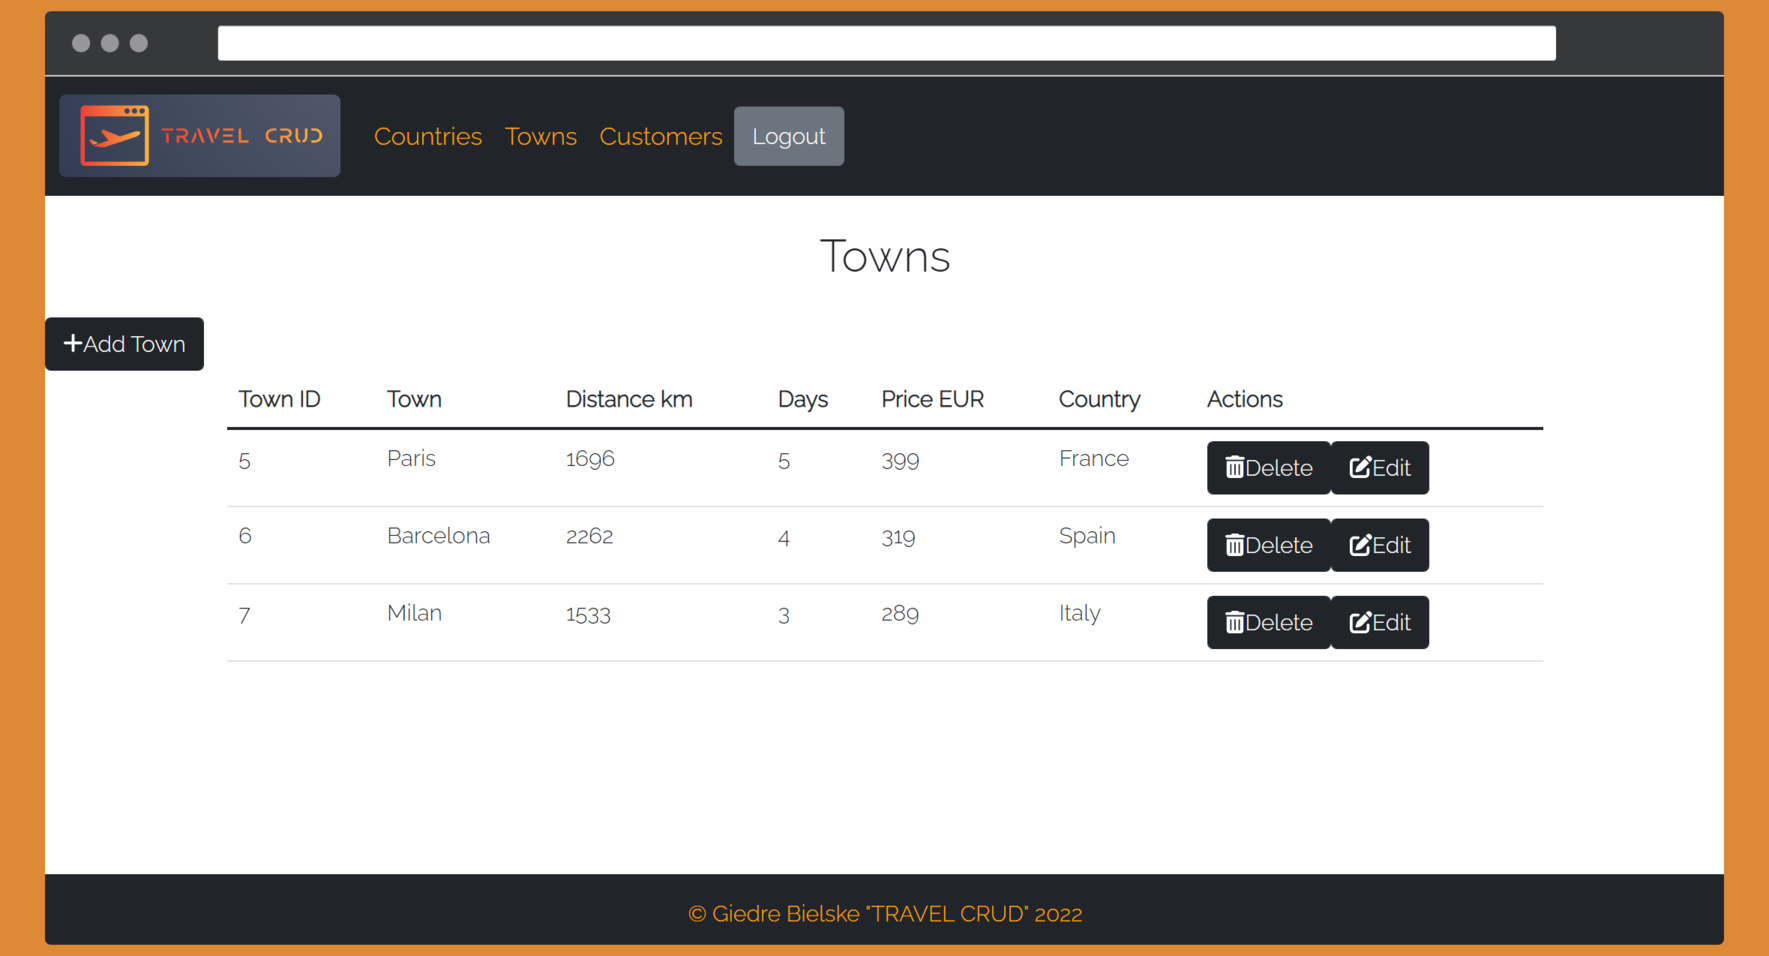 TRAVEL CRUD Countries Towns Customers Logout
Towns
Add Town
Town ID Town Distance km Days Price EUR Country Actions
5 Paris 1696 5 399 France Delete Edit
6 Barcelona 2262 4 319 Spain Delete Edit
7 Milan 1533 3 289 Italy Delete Edit
© Giedre Bielske "TRAVEL CRUD" 2022